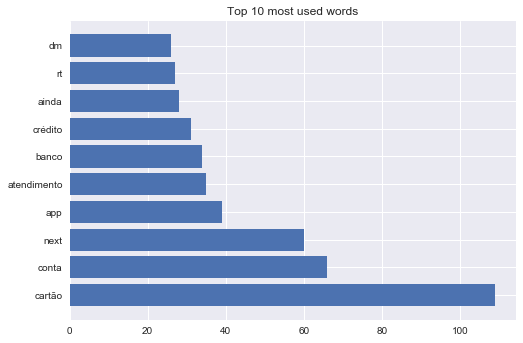 Top 10 most used words
dm
rt
ainda
crédito
banco
atendimento
app
next
conta
cartão
0 20 40 60 80 100